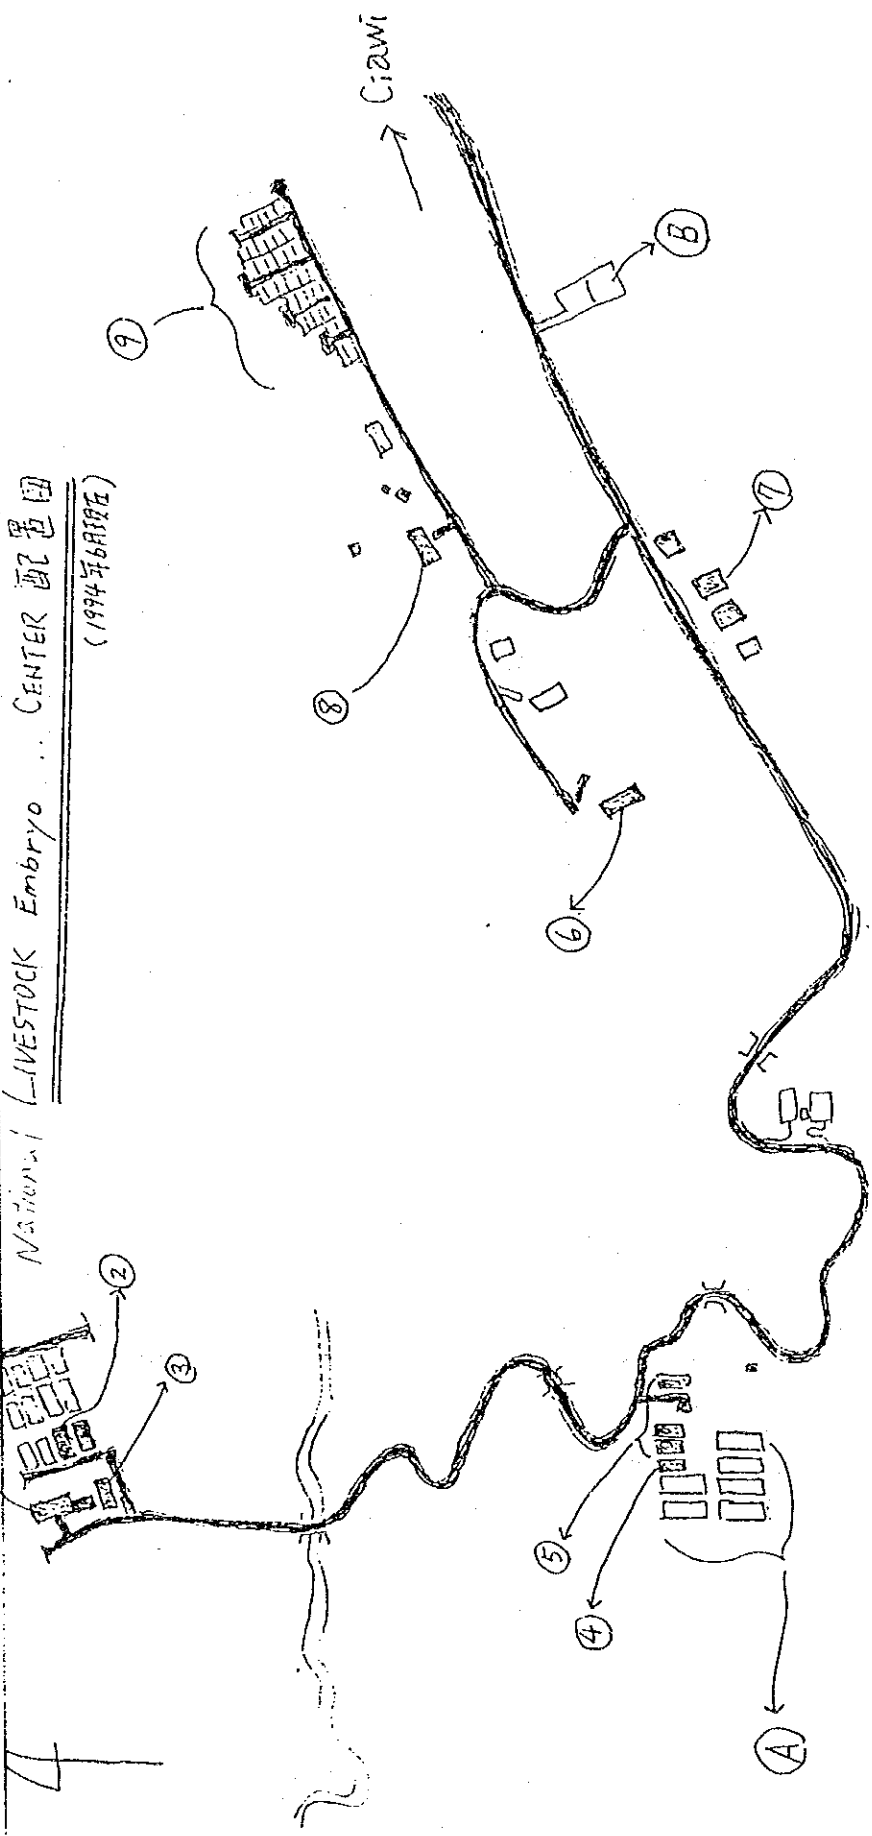 National LIVESTOCK Embryo .. CENTER 配置図
(1994年6月現在)
Ciawi
⑨
B
⑦
⑧
⑥
②
③
⑤
④
A